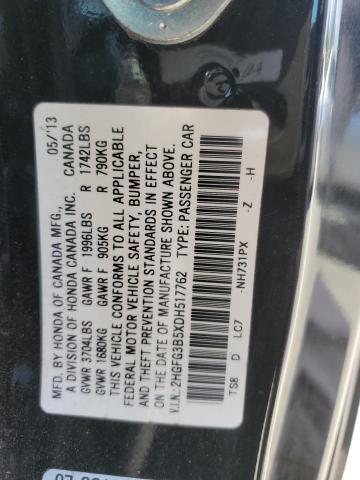 MFD. BY HONDA OF CANADA MFG., 05/'13
A DIVISION OF HONDA CANADA INC. CANADA
GVWR 3704LBS GAWR F 1996LBS R 1742LBS
GVWR 1680KG GAWR F 905KG R 790KG
THIS VEHICLE CONFORMS TO ALL APPLICABLE
FEDERAL MOTOR VEHICLE SAFETY, BUMPER,
AND THEFT PREVENTION STANDARDS IN EFFECT
ON THE DATE OF MANUFACTURE SHOWN ABOVE.
V.I.N.: 2HGFG3B5XDH517762 TYPE: PASSENGER CAR
-NH731PX -Z
TS8 D LC7 -H